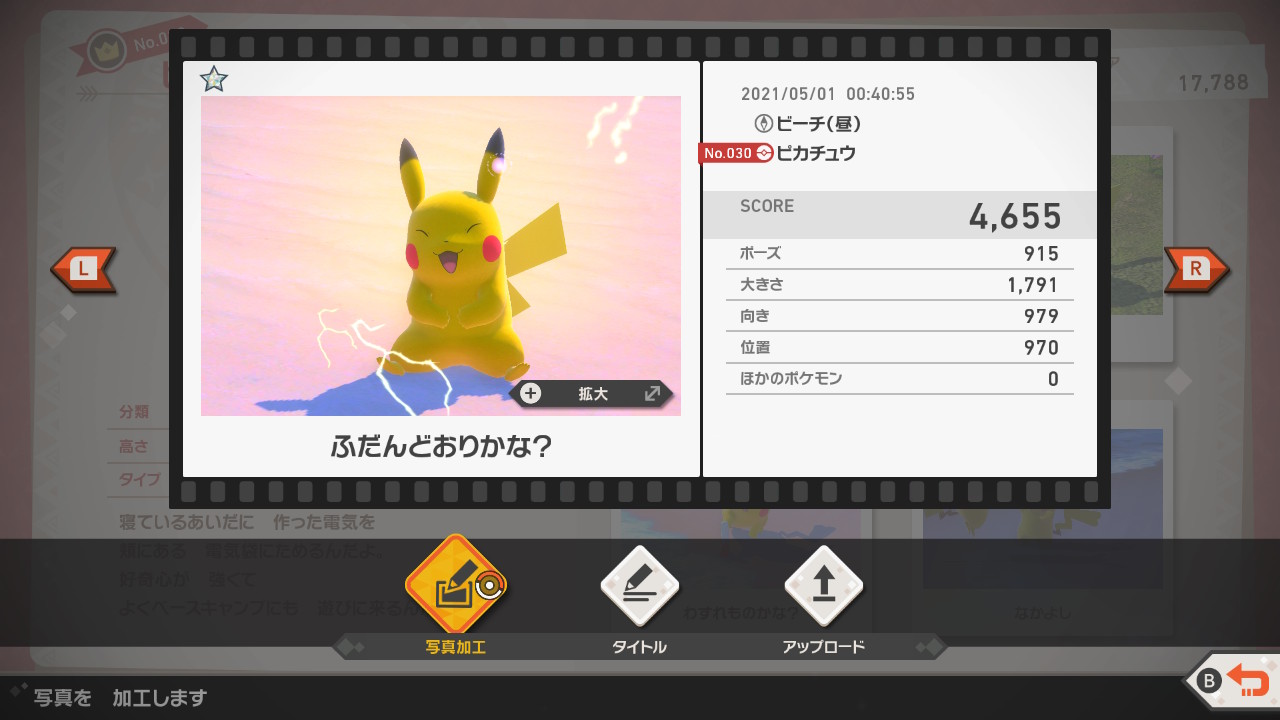 No.0
17,788
2021/05/01 00:40:55
ビーチ(昼)
No.030 ピカチュウ
SCORE 4,655
ポーズ 915
大きさ 1,791
向き 979
位置 970
ほかのポケモン 0
L
R
+ 拡大
ふだんどおりかな?
分類
高さ
タイプ
寝ているあいだに 作った電気を
頬にある 電気袋にためるんだよ。
好奇心が 強くて
よくベースキャンプにも 遊びに来るん
わすれものかな?
なかよし
写真加工
タイトル
アップロード
B
写真を 加工します